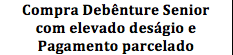 Compra Debênture Senior
com elevado deságio e
Pagamento parcelado